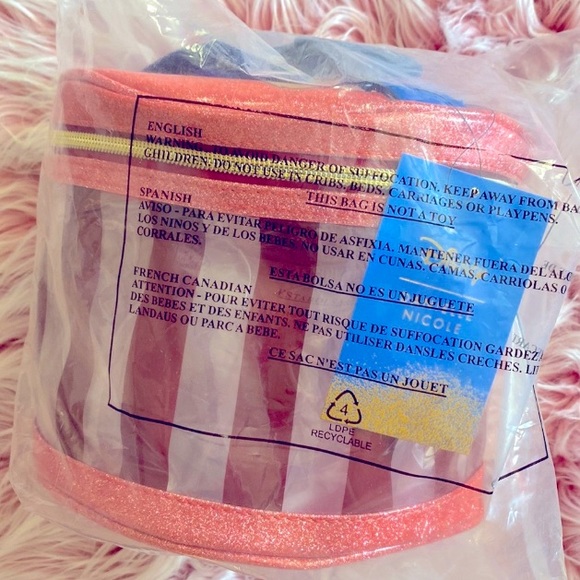 ENGLISH
WARNING: TO AVOID DANGER OF SUFFOCATION, KEEP AWAY FROM BA
CHILDREN. DO NOT USE IN CRIBS, BEDS, CARRIAGES OR PLAYPENS.
THIS BAG IS NOT A TOY
SPANISH
AVISO - PARA EVITAR PELIGRO DE ASFIXIA, MANTENER FUERA DEL ALC
LOS NINOS Y DE LOS BEBES. NO USAR EN CUNAS, CAMAS, CARRIOLAS O
CORRALES.
ESTA BOLSA NO ES UN JUGUETE
FRENCH CANADIAN
ATTENTION - POUR EVITER TOUT RISQUE DE SUFFOCATION GARDEZ
DES BEBES ET DES ENFANTS. NE PAS UTILISER DANSLES CRECHES. LI
LANDAUS OU PARC A BEBE.
CE SAC N'EST PAS UN JOUET
NICOLE
4
LDPE
RECYCLABLE